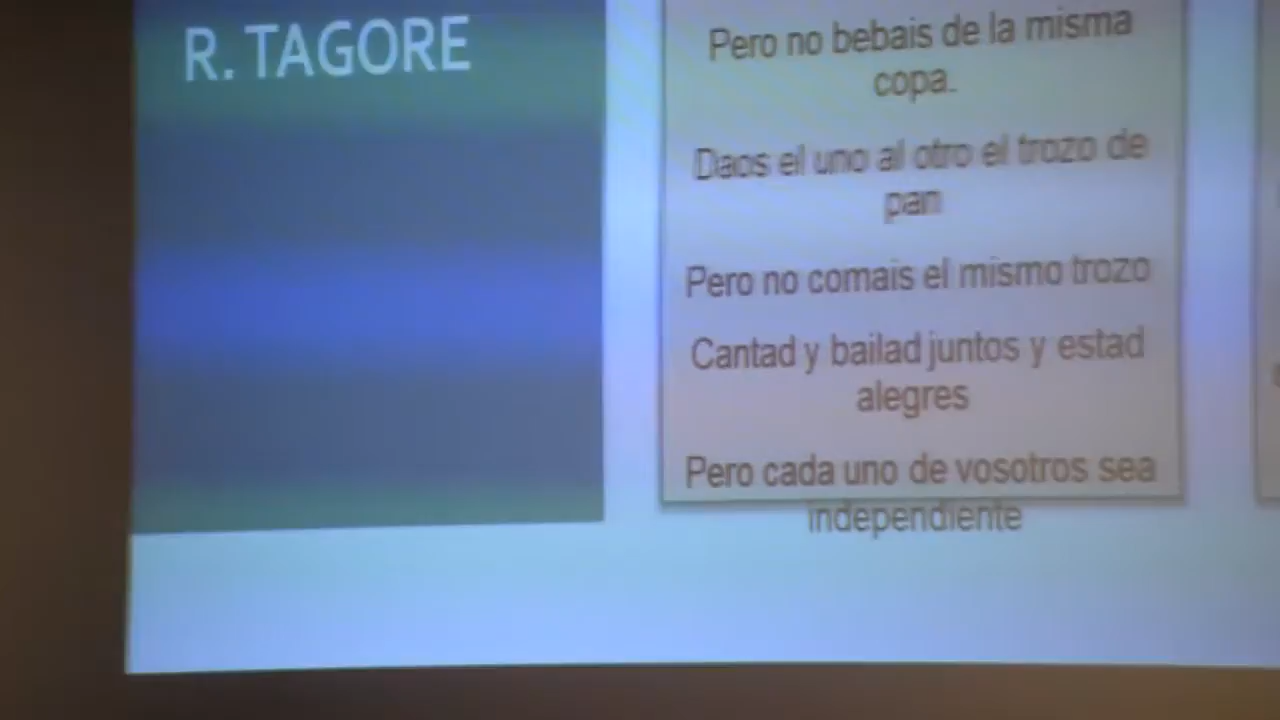 R. TAGORE
Pero no bebais de la misma
copa.
Daos el uno al otro el trozo de
pan
Pero no comais el mismo trozo
Cantad y bailad juntos y estad
alegres
Pero cada uno de vosotros sea
independiente